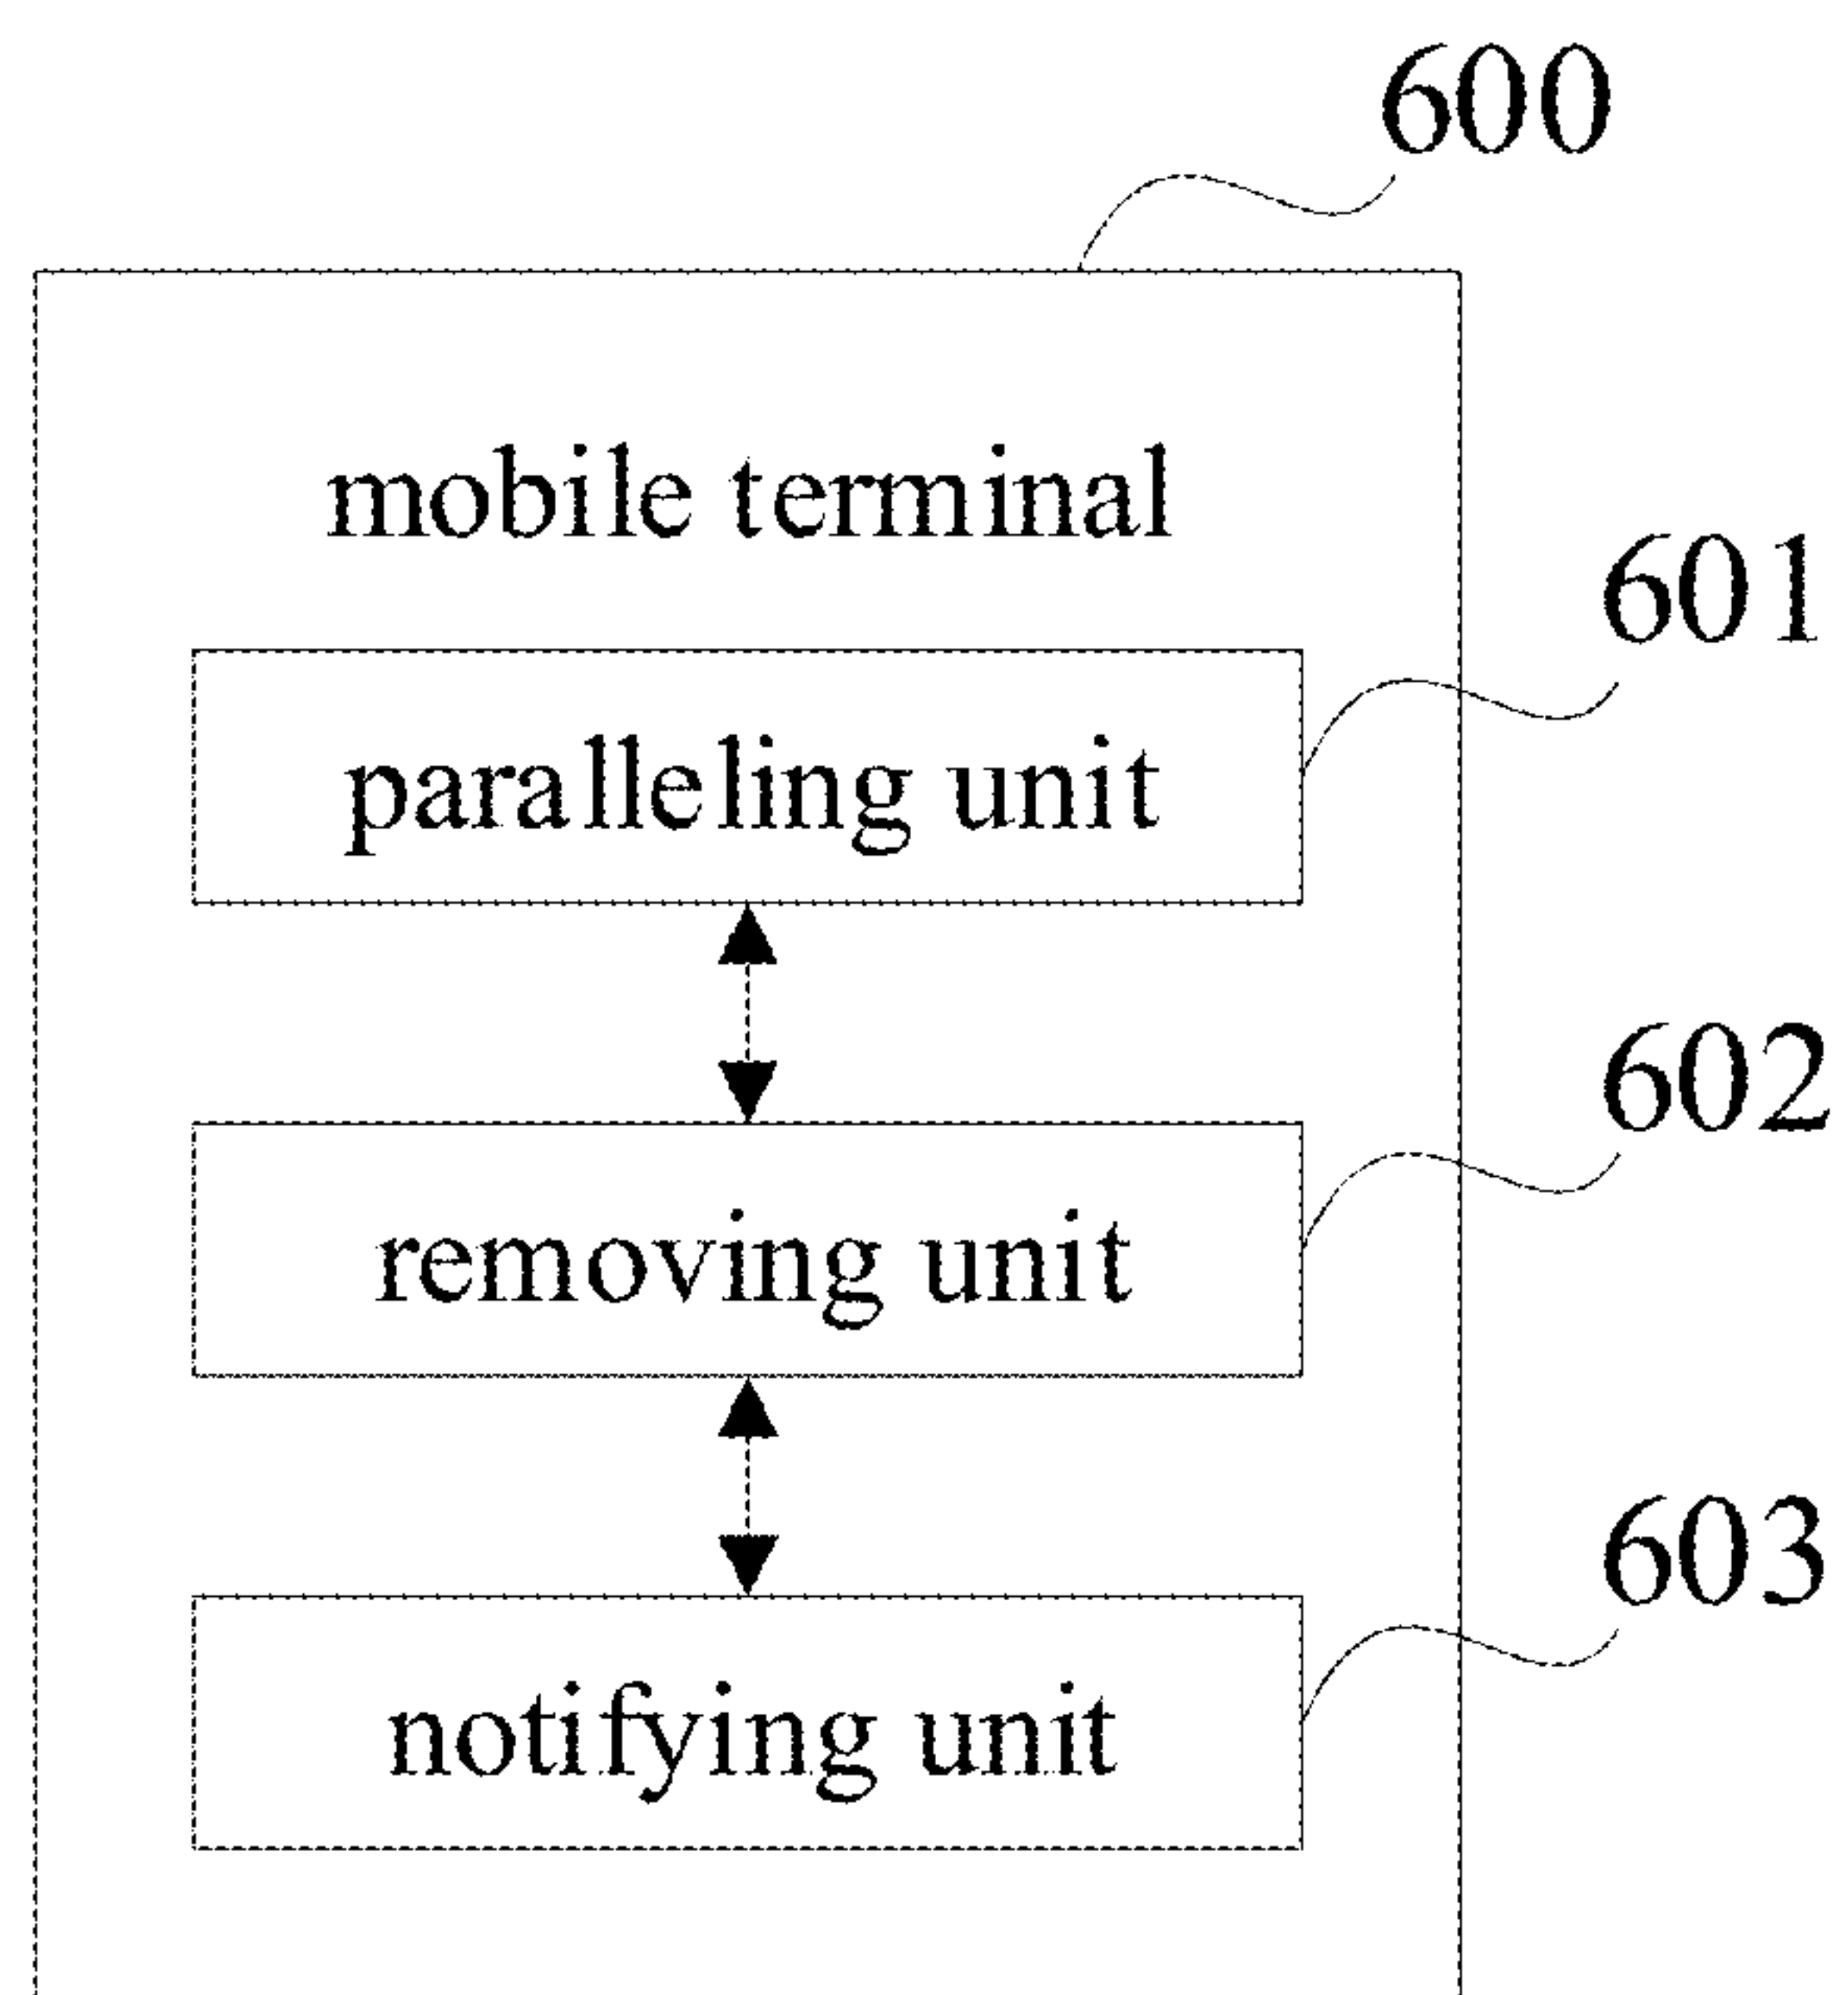 600
mobile terminal
601
paralleling unit
602
removing unit
603
notifying unit